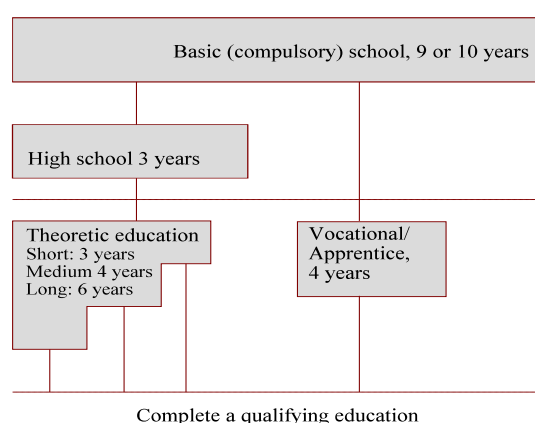 Basic (compulsory) school, 9 or 10 years
High school 3 years
Theoretic education
Short: 3 years
Medium 4 years
Long: 6 years
Vocational/
Apprentice,
4 years
Complete a qualifying education